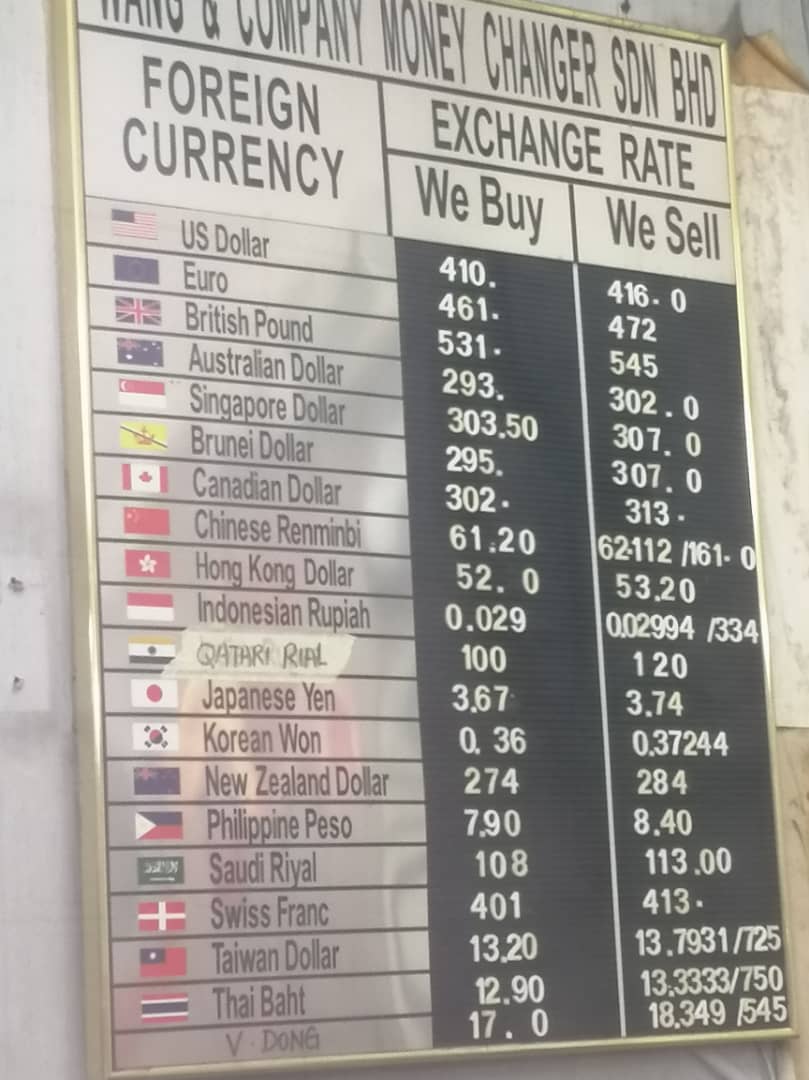 WANG & COMPANY MONEY CHANGER SDN BHD
FOREIGN CURRENCY
EXCHANGE RATE
We Buy We Sell
US Dollar 410. 416.0
Euro 461. 472
British Pound 531. 545
Australian Dollar 293. 302.0
Singapore Dollar 303.50 307.0
Brunei Dollar 295. 307.0
Canadian Dollar 302. 313.
Chinese Renminbi 61.20 62.112 /161.0
Hong Kong Dollar 52.0 53.20
Indonesian Rupiah 0.029 0.02994 /334
QATARI RIAL 100 120
Japanese Yen 3.67 3.74
Korean Won 0.36 0.37244
New Zealand Dollar 274 284
Philippine Peso 7.90 8.40
Saudi Riyal 108 113.00
Swiss Franc 401 413.
Taiwan Dollar 13.20 13.7931/725
Thai Baht 12.90 13.3333/750
V. DONG 17.0 18.349 /545